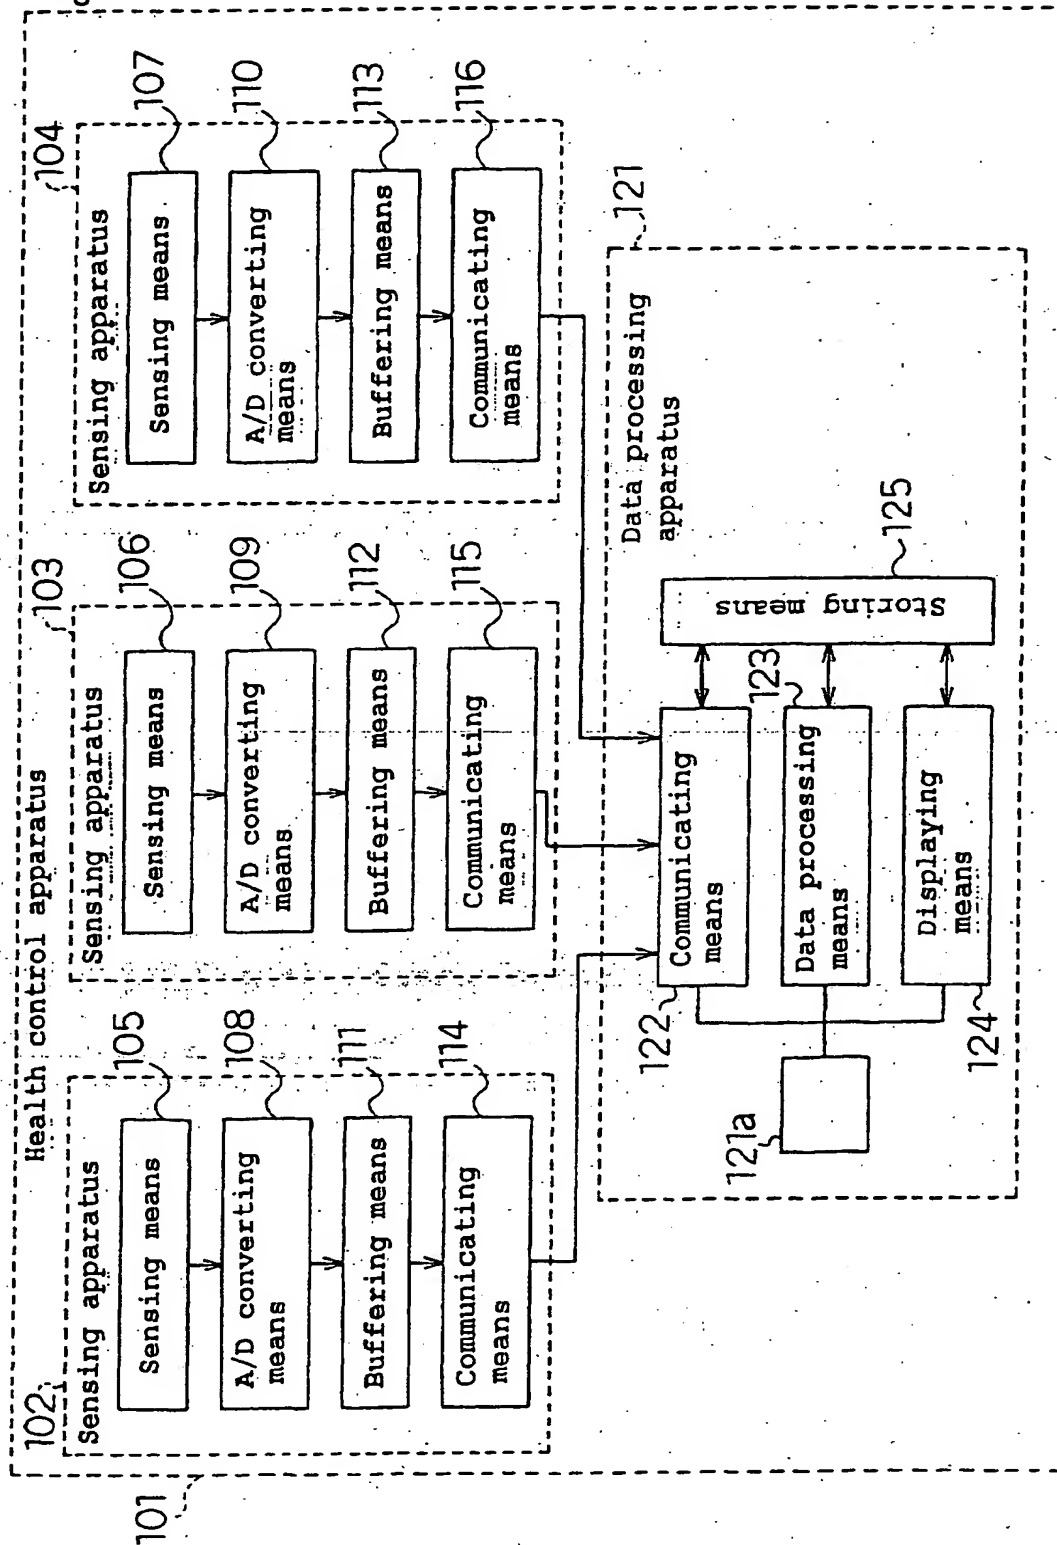 Health control apparatus
101
102
Sensing apparatus
Sensing means
105
A/D converting
means
108
Buffering means
111
Communicating
means
114
103
Sensing apparatus
Sensing means
106
A/D converting
means
109
Buffering means
112
Communicating
means
115
104
Sensing apparatus
Sensing means
107
A/D converting
means
110
Buffering means
113
Communicating
means
116
Data processing
apparatus
121
121a
Communicating
means
122
Data processing
means
123
Displaying
means
124
Storing means
125